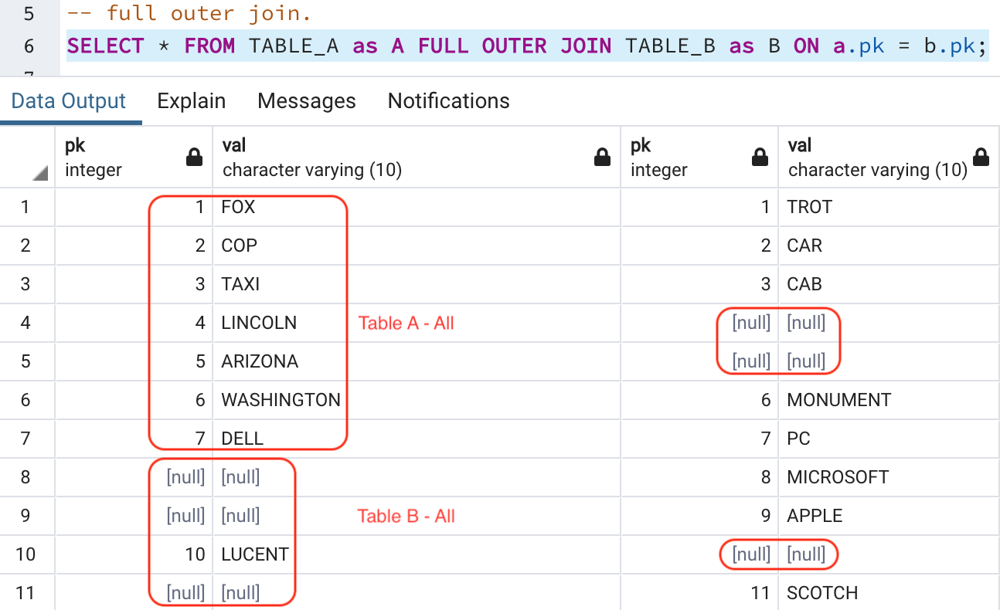 5 -- full outer join.
6 SELECT * FROM TABLE_A as A FULL OUTER JOIN TABLE_B as B ON a.pk = b.pk;
7
Data Output Explain Messages Notifications
pk val pk val
integer character varying (10) integer character varying (10)
1 1 FOX 1 TROT
2 2 COP 2 CAR
3 3 TAXI 3 CAB
4 4 LINCOLN Table A - All [null] [null]
5 5 ARIZONA [null] [null]
6 6 WASHINGTON 6 MONUMENT
7 7 DELL 7 PC
8 [null] [null] 8 MICROSOFT
9 [null] [null] Table B - All 9 APPLE
10 10 LUCENT [null] [null]
11 [null] [null] 11 SCOTCH